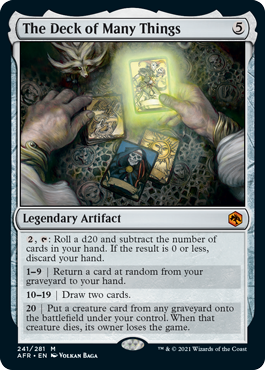 The Deck of Many Things 5
Legendary Artifact
2, T: Roll a d20 and subtract the number
of cards in your hand. If the result is 0 or less,
discard your hand.
1–9 | Return a card at random from your
graveyard to your hand.
10–19 | Draw two cards.
20 | Put a creature card from any graveyard onto
the battlefield under your control. When that
creature dies, its owner loses the game.
241/281 M
AFR • EN VOLKAN BAGA
™ & © 2021 Wizards of the Coast